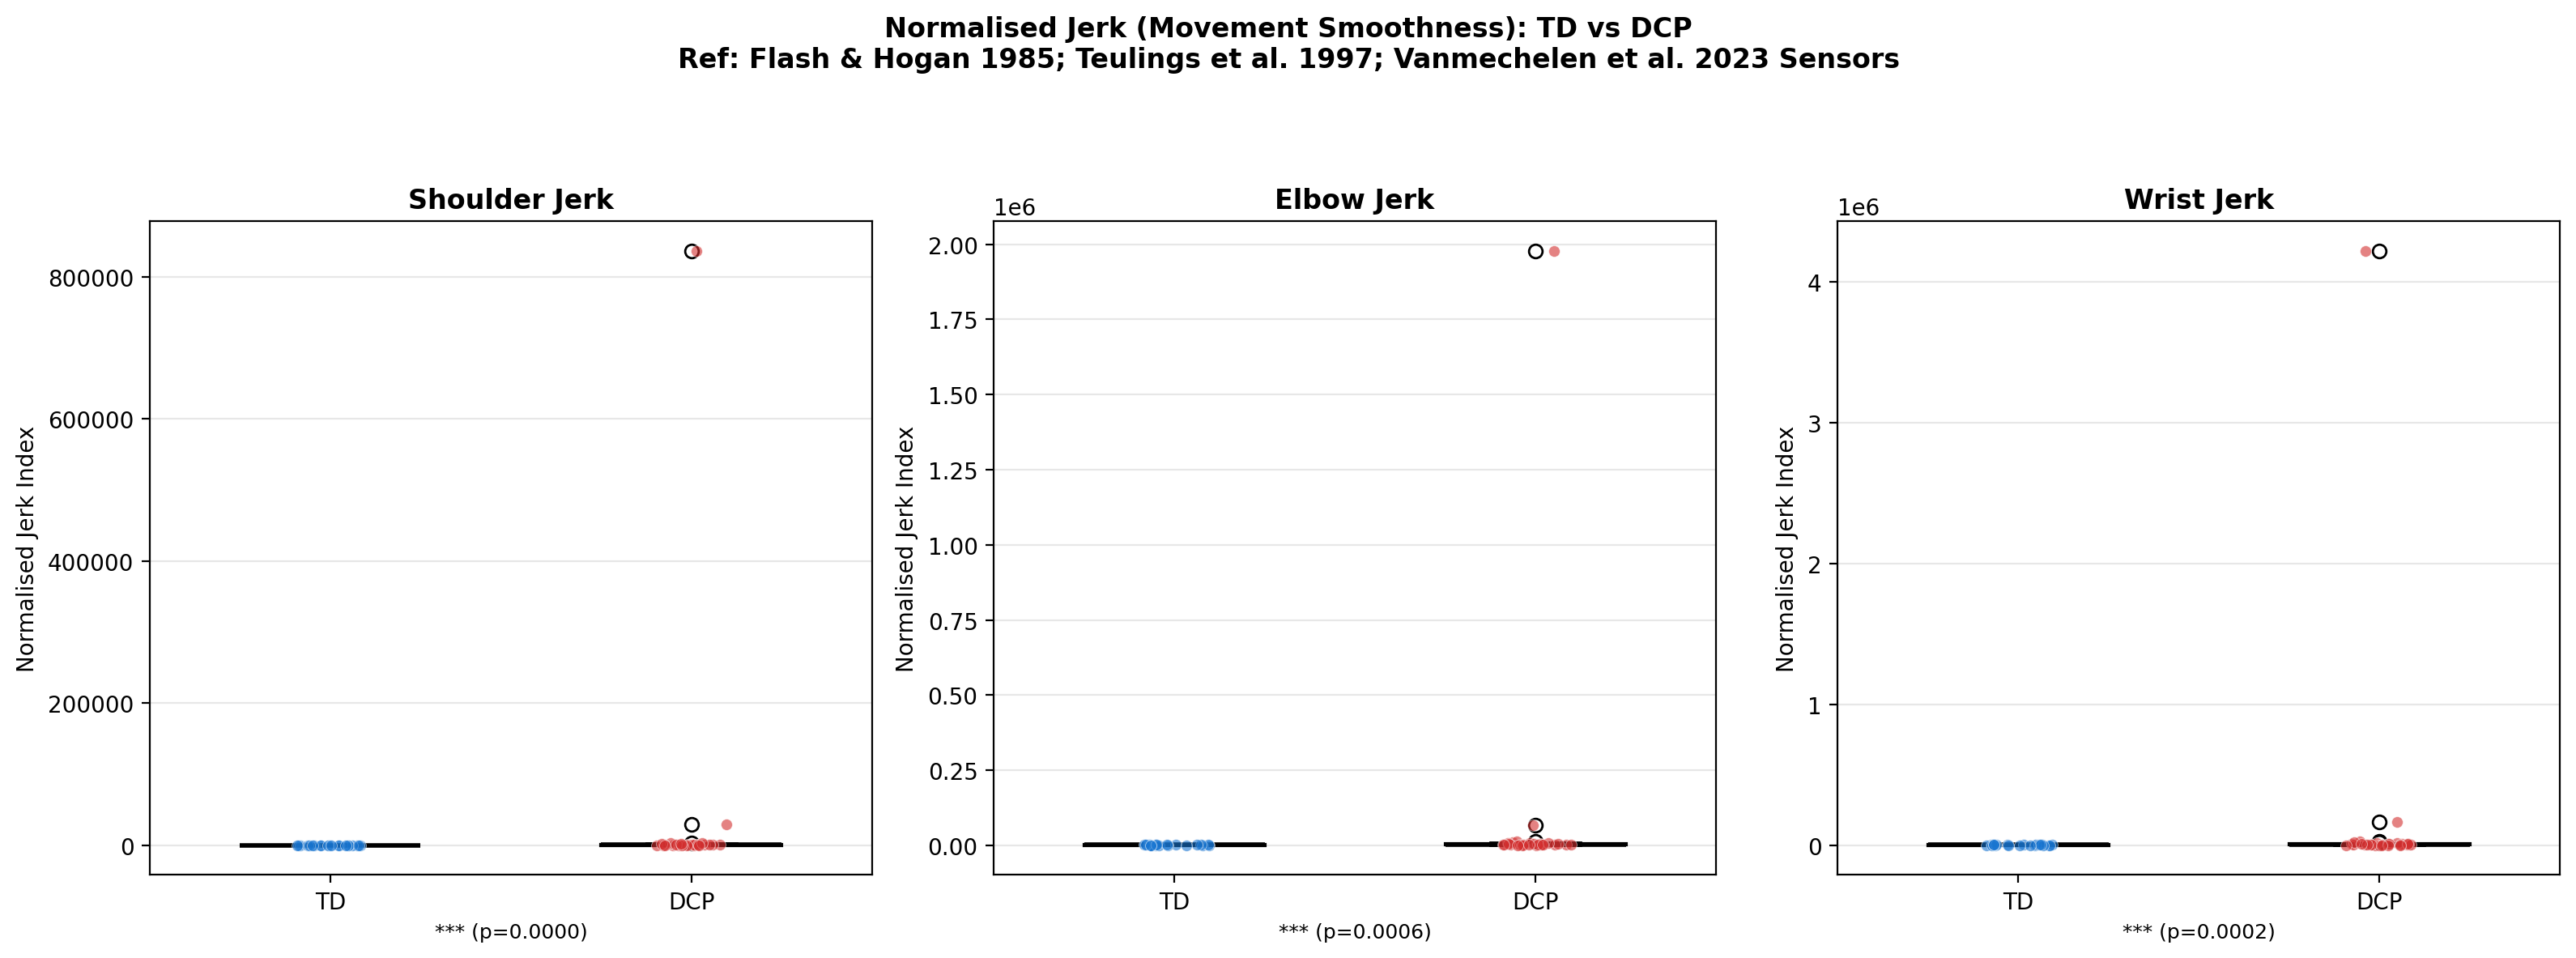 Normalised Jerk (Movement Smoothness): TD vs DCP
Ref: Flash & Hogan 1985; Teulings et al. 1997; Vanmechelen et al. 2023 Sensors
Shoulder Jerk
Normalised Jerk Index
800000
600000
400000
200000
0
TD
DCP
*** (p=0.0000)
Elbow Jerk
1e6
Normalised Jerk Index
2.00
1.75
1.50
1.25
1.00
0.75
0.50
0.25
0.00
TD
DCP
*** (p=0.0006)
Wrist Jerk
1e6
Normalised Jerk Index
4
3
2
1
0
TD
DCP
*** (p=0.0002)